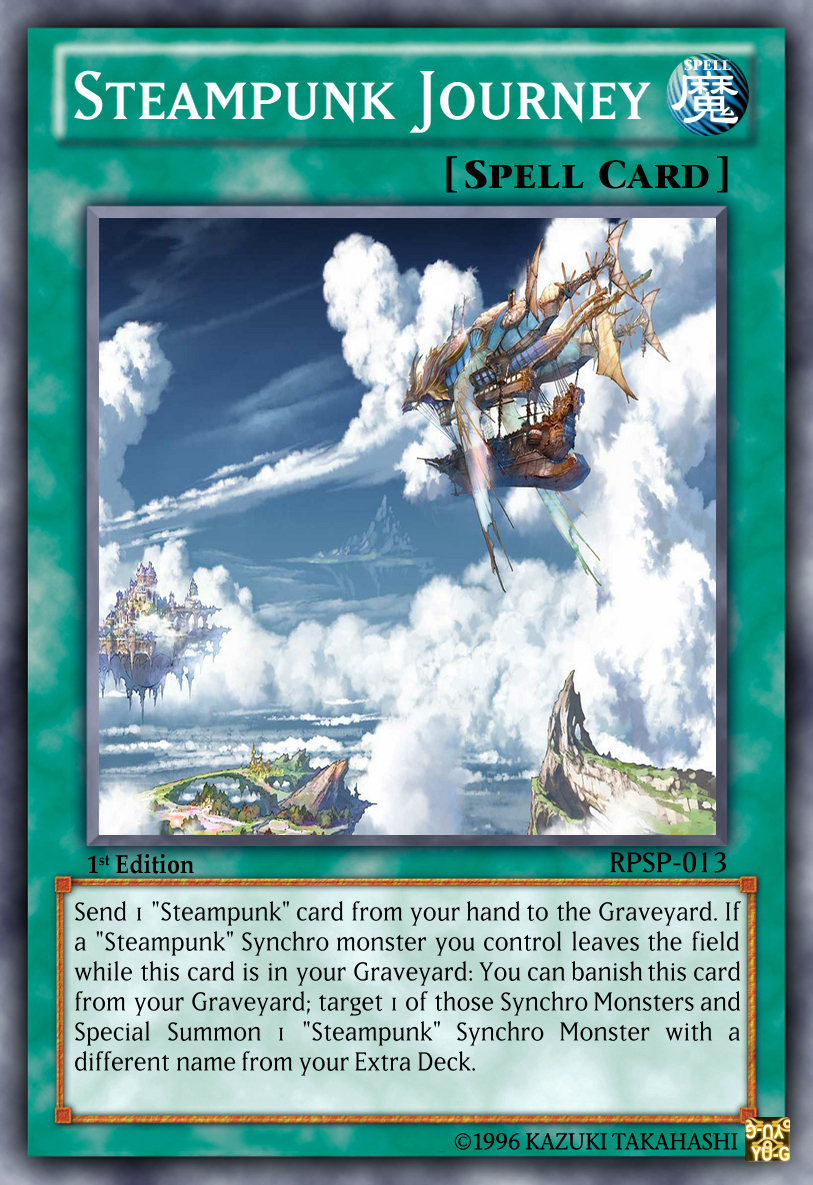 Steampunk Journey
SPELL
魔
[Spell Card]
1st Edition
RPSP-013
Send 1 "Steampunk" card from your hand to the Graveyard. If
a "Steampunk" Synchro monster you control leaves the field
while this card is in your Graveyard: You can banish this card
from your Graveyard; target 1 of those Synchro Monsters and
Special Summon 1 "Steampunk" Synchro Monster with a
different name from your Extra Deck.
©1996 KAZUKI TAKAHASHI